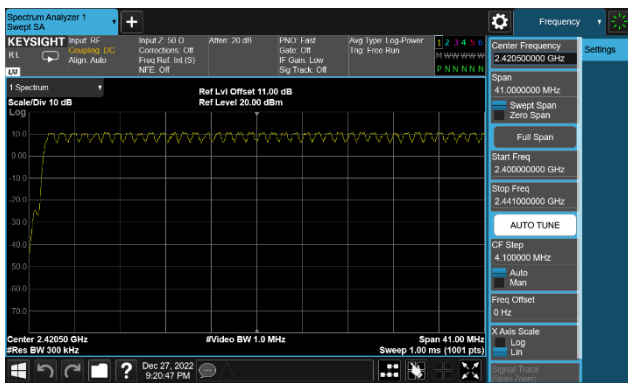 Spectrum Analyzer 1
Swept SA
Frequency
KEYSIGHT
Input: RF
Input Z: 50 Ω
Atten: 20 dB
PNO: Fast
Avg Type: Log-Power
1 2 3 4 5 6
RL
Coupling: DC
Corrections: Off
Gate: Off
Trig: Free Run
M W W W W W
Align: Auto
Freq Ref: Int (S)
IF Gain: Low
P N N N N N
LXI
NFE: Off
Sig Track: Off
Center Frequency
Settings
2.420500000 GHz
Span
41.0000000 MHz
Swept Span
Zero Span
Full Span
Start Freq
2.400000000 GHz
Stop Freq
2.441000000 GHz
AUTO TUNE
CF Step
4.100000 MHz
Auto
Man
Freq Offset
0 Hz
X Axis Scale
Log
Lin
Signal Track
(Span Zoom)
1 Spectrum
Ref Lvl Offset 11.00 dB
Scale/Div 10 dB
Ref Level 20.00 dBm
Log
10.0
0.00
-10.0
-20.0
-30.0
-40.0
-50.0
-60.0
-70.0
Center 2.42050 GHz
#Video BW 1.0 MHz
Span 41.00 MHz
#Res BW 300 kHz
Sweep 1.00 ms (1001 pts)
?
Dec 27, 2022
9:20:47 PM